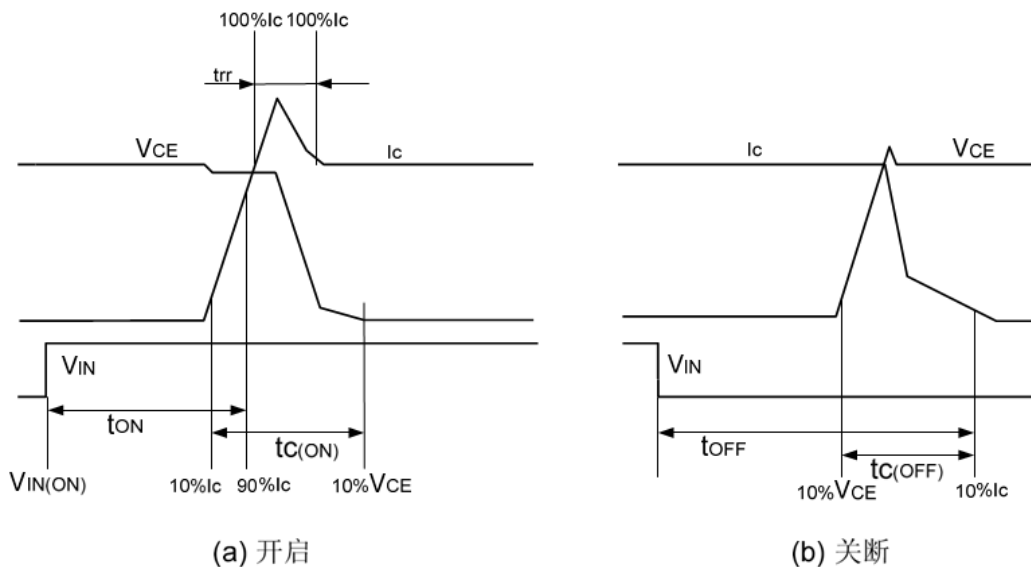 100%Ic 100%Ic
trr
VCE Ic
Ic VCE
VIN
VIN
tON
tC(ON)
tOFF
tC(OFF)
VIN(ON) 10%Ic 90%Ic 10%VCE
10%VCE 10%Ic
(a) 开启
(b) 关断